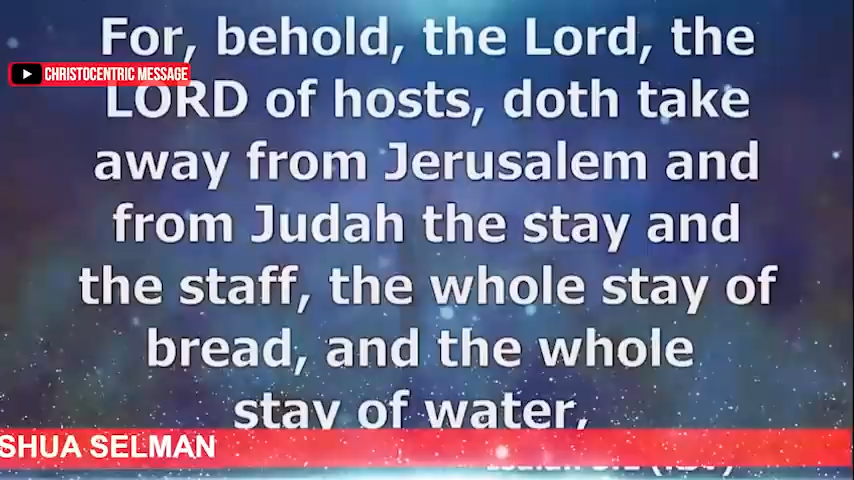 For, behold, the Lord, the
CHRISTOCENTRIC MESSAGE
LORD of hosts, doth take
away from Jerusalem and
from Judah the stay and
the staff, the whole stay of
bread, and the whole
stay of water,
SHUA SELMAN